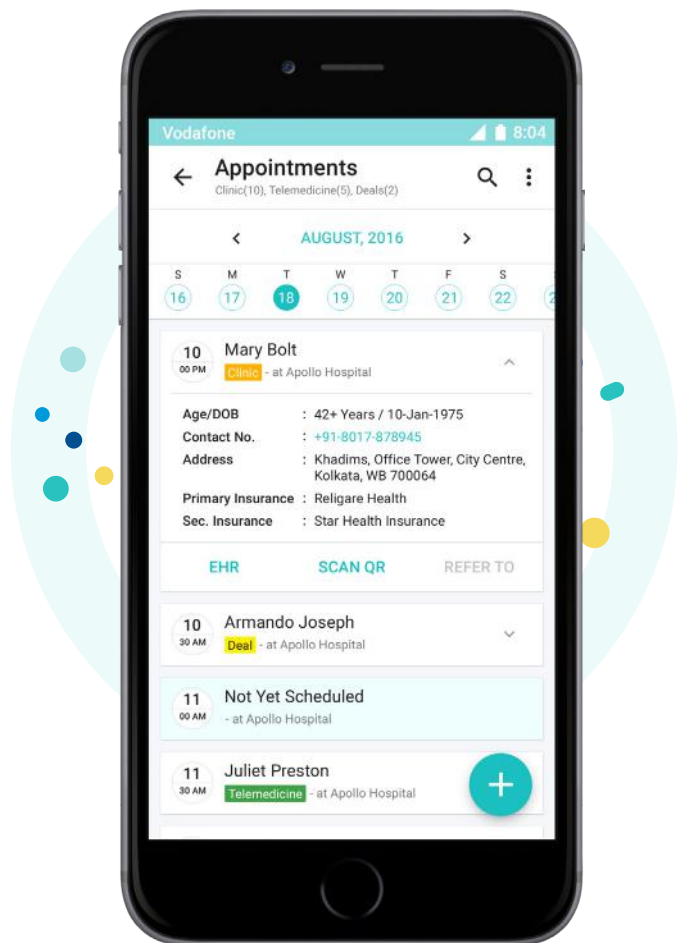 Vodafone 8:04
Appointments
Clinic(10), Telemedicine(5), Deals(2)
AUGUST, 2016
S M T W T F S
16 17 18 19 20 21 22
10
00 PM
Mary Bolt
Clinic - at Apollo Hospital
Age/DOB : 42+ Years / 10-Jan-1975
Contact No. : +91-8017-878945
Address : Khadims, Office Tower, City Centre,
Kolkata, WB 700064
Primary Insurance : Religare Health
Sec. Insurance : Star Health Insurance
EHR SCAN QR REFER TO
10
30 AM
Armando Joseph
Deal - at Apollo Hospital
11
00 AM
Not Yet Scheduled
- at Apollo Hospital
11
30 AM
Juliet Preston
Telemedicine - at Apollo Hospital
+